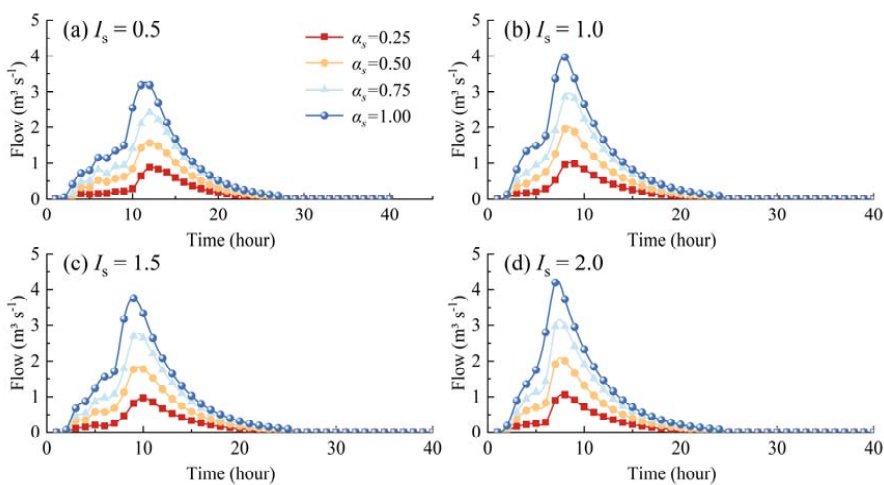 (a) Iₛ = 0.5
αₛ=0.25
αₛ=0.50
αₛ=0.75
αₛ=1.00
Flow (m³ s⁻¹)
5
4
3
2
1
0
0 10 20 30 40
Time (hour)
(b) Iₛ = 1.0
Flow (m³ s⁻¹)
5
4
3
2
1
0
0 10 20 30 40
Time (hour)
(c) Iₛ = 1.5
Flow (m³ s⁻¹)
5
4
3
2
1
0
0 10 20 30 40
Time (hour)
(d) Iₛ = 2.0
Flow (m³ s⁻¹)
5
4
3
2
1
0
0 10 20 30 40
Time (hour)